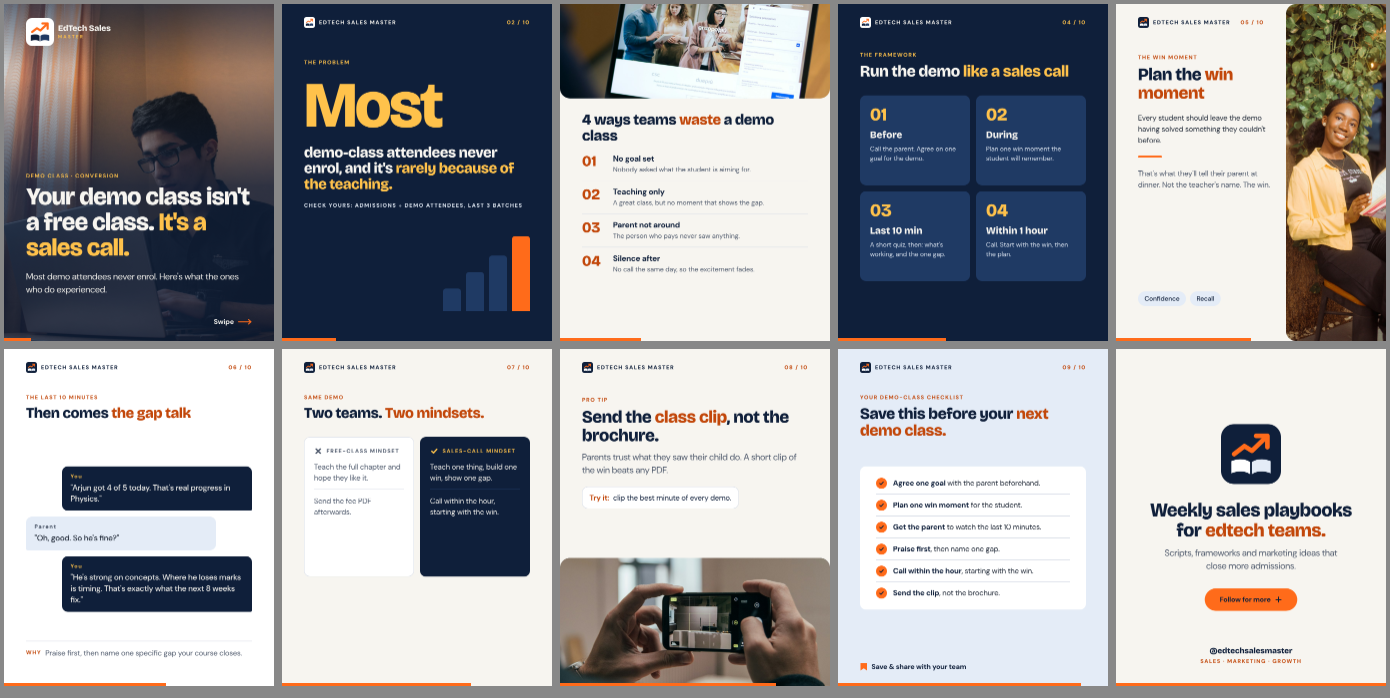 EdTech Sales
MASTER
DEMO CLASS · CONVERSION
Your demo class isn't
a free class. It's a
sales call.
Most demo attendees never enrol. Here's what the ones
who do experienced.
Swipe
EDTECH SALES MASTER
02 / 10
THE PROBLEM
Most
demo-class attendees never
enrol, and it's rarely because of
the teaching.
CHECK YOURS: ADMISSIONS ÷ DEMO ATTENDEES, LAST 3 BATCHES
4 ways teams waste a demo
class
01
No goal set
Nobody asked what the student is aiming for.
02
Teaching only
A great class, but no moment that shows the gap.
03
Parent not around
The person who pays never saw anything.
04
Silence after
No call the same day, so the excitement fades.
EDTECH SALES MASTER
04 / 10
THE FRAMEWORK
Run the demo like a sales call
01
Before
Call the parent. Agree on one
goal for the demo.
02
During
Plan one win moment the
student will remember.
03
Last 10 min
A short quiz, then: what's
working, and the one gap.
04
Within 1 hour
Call. Start with the win, then
the plan.
EDTECH SALES MASTER
05 / 10
THE WIN MOMENT
Plan the win
moment
Every student should leave the demo
having solved something they couldn't
before.
That's what they'll tell their parent at
dinner. Not the teacher's name. The win.
Confidence
Recall
EDTECH SALES MASTER
06 / 10
THE LAST 10 MINUTES
Then comes the gap talk
You
"Arjun got 4 of 5 today. That's real progress in
Physics."
Parent
"Oh, good. So he's fine?"
You
"He's strong on concepts. Where he loses marks
is timing. That's exactly what the next 8 weeks
fix."
WHY Praise first, then name one specific gap your course closes.
EDTECH SALES MASTER
07 / 10
SAME DEMO
Two teams. Two mindsets.
FREE-CLASS MINDSET
Teach the full chapter and
hope they like it.
Send the fee PDF
afterwards.
SALES-CALL MINDSET
Teach one thing, build one
win, show one gap.
Call within the hour,
starting with the win.
EDTECH SALES MASTER
08 / 10
PRO TIP
Send the class clip, not the
brochure.
Parents trust what they saw their child do. A short clip of
the win beats any PDF.
Try it: clip the best minute of every demo.
EDTECH SALES MASTER
09 / 10
YOUR DEMO-CLASS CHECKLIST
Save this before your next
demo class.
Agree one goal with the parent beforehand.
Plan one win moment for the student.
Get the parent to watch the last 10 minutes.
Praise first, then name one gap.
Call within the hour, starting with the win.
Send the clip, not the brochure.
Save & share with your team
Weekly sales playbooks
for edtech teams.
Scripts, frameworks and marketing ideas that
close more admissions.
Follow for more +
@edtechsalesmaster
SALES · MARKETING · GROWTH